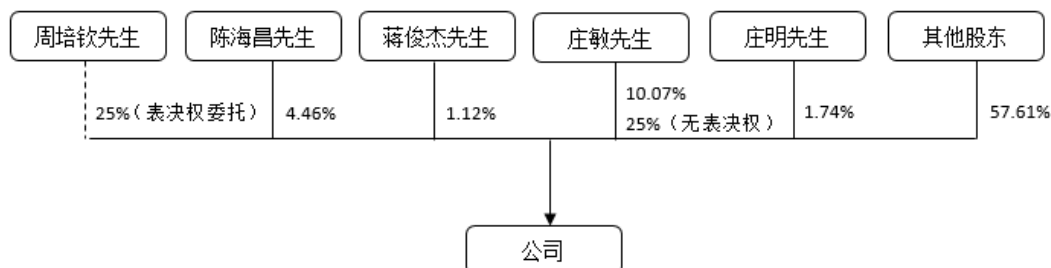 周培钦先生
陈海昌先生
蒋俊杰先生
庄敏先生
庄明先生
其他股东
25%（表决权委托）
4.46%
1.12%
10.07%
25%（无表决权）
1.74%
57.61%
公司